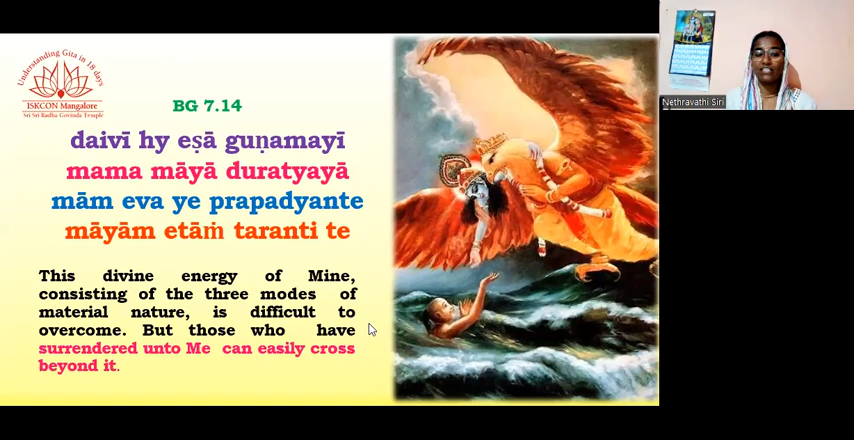 Understanding Gita in 18 days
ISKCON Mangalore
Sri Sri Radha Govinda Temple
BG 7.14
daivī hy eṣā guṇamayī
mama māyā duratyayā
mām eva ye prapadyante
māyām etāṁ taranti te
This divine energy of Mine,
consisting of the three modes of
material nature, is difficult to
overcome. But those who have
surrendered unto Me can easily cross
beyond it.
Nethravathi Siri